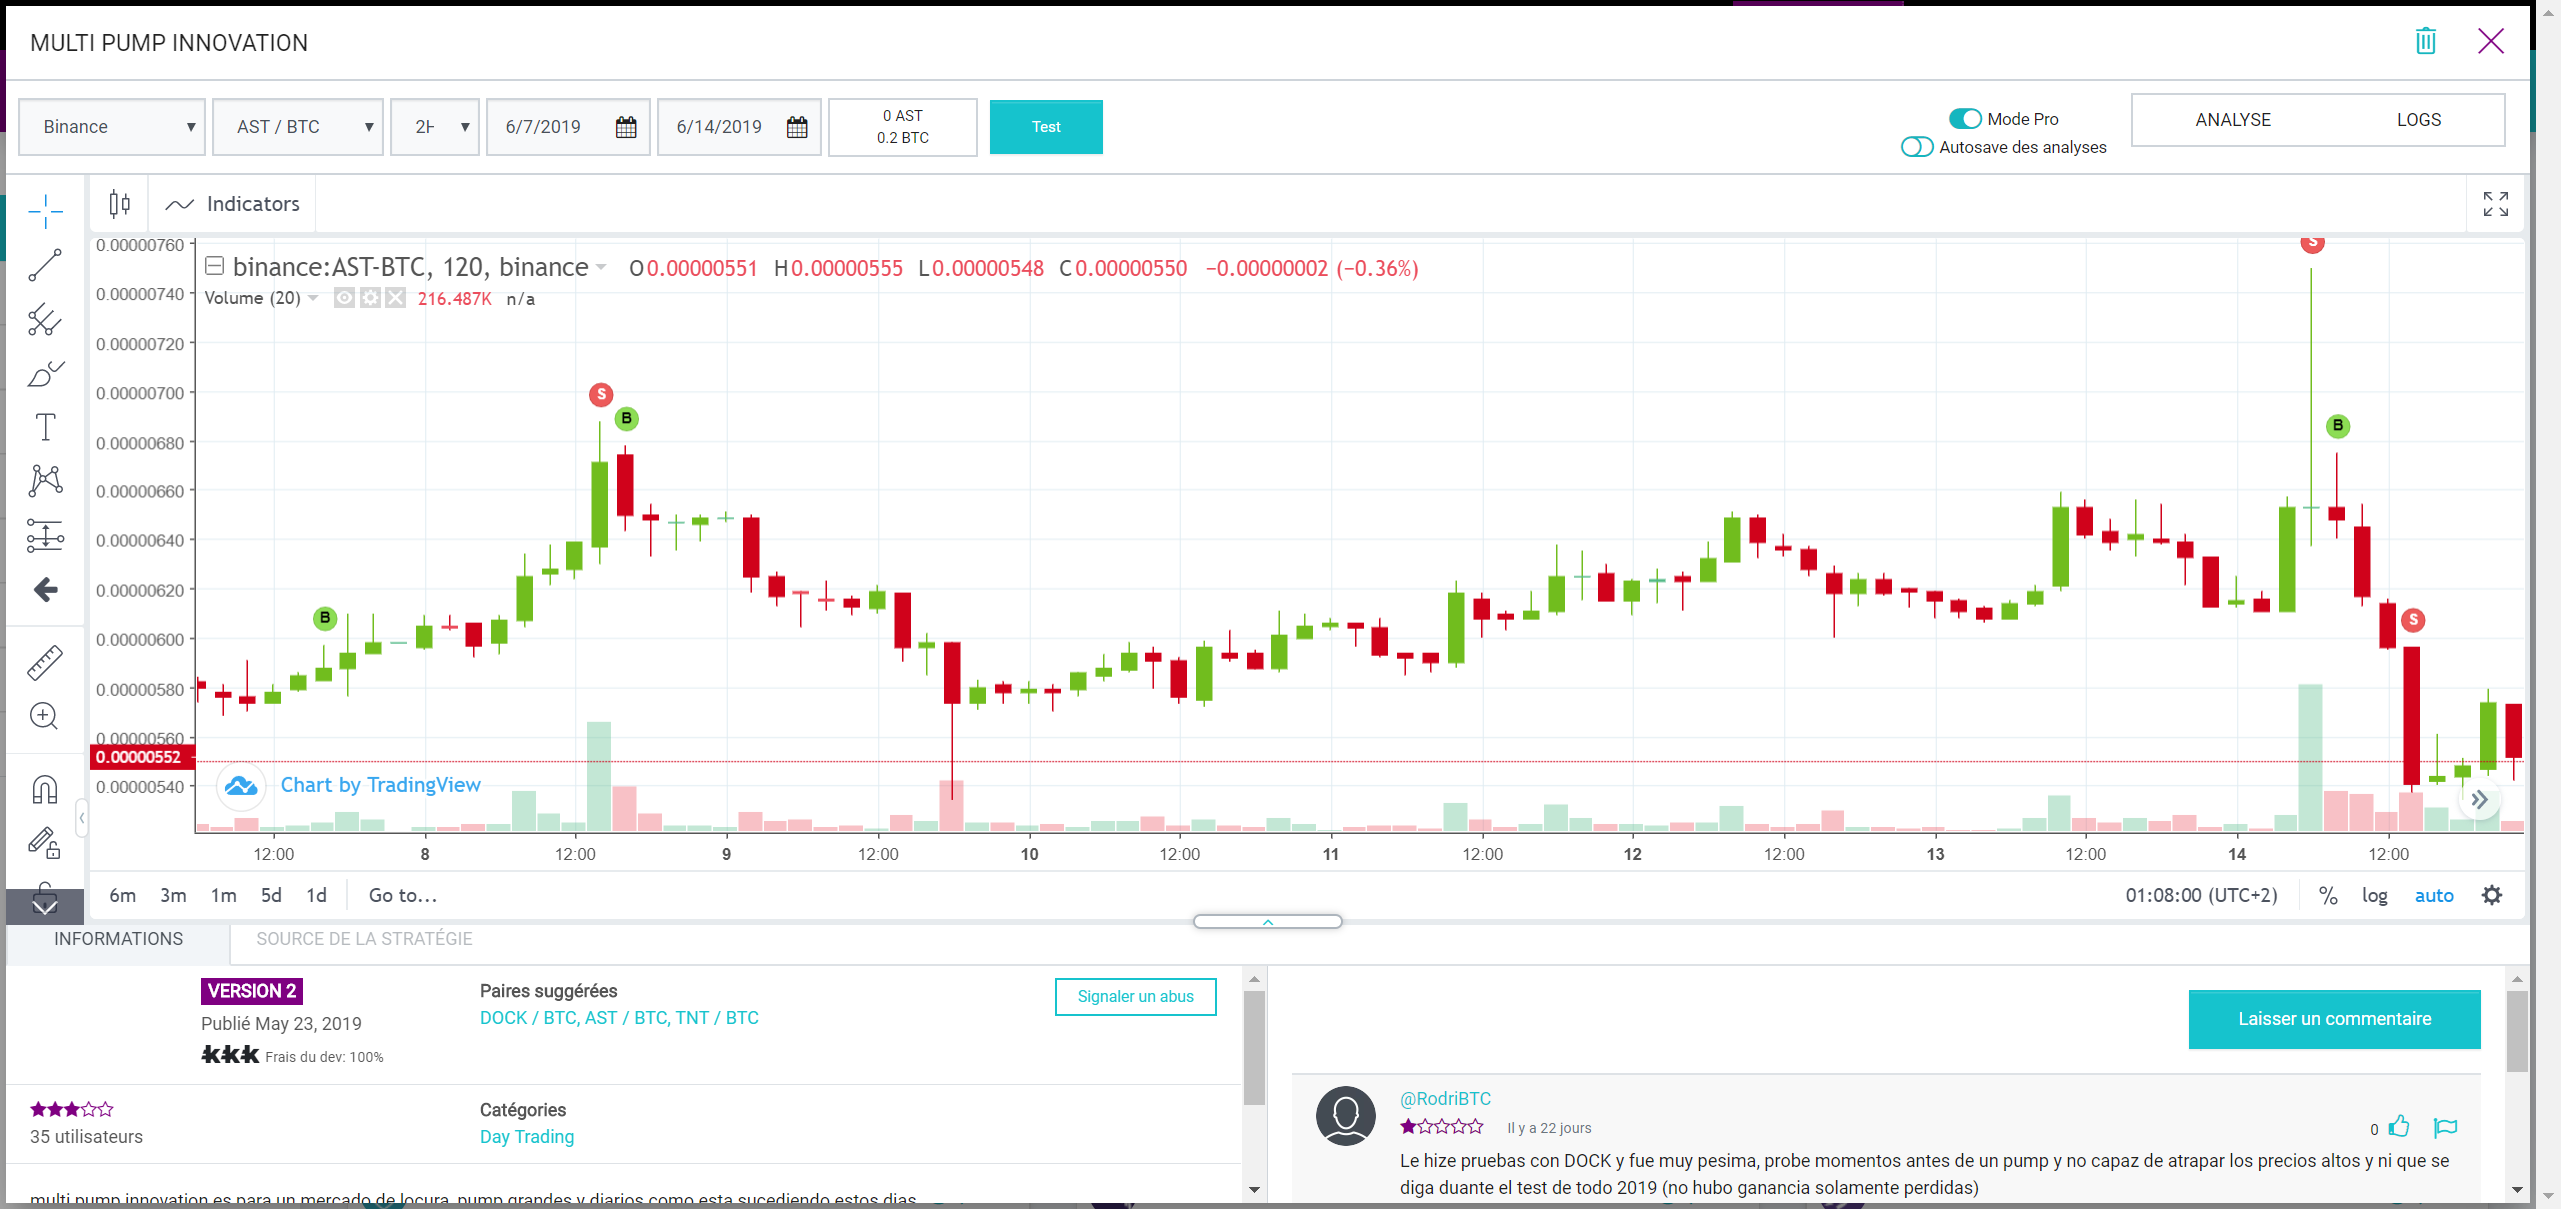 MULTI PUMP INNOVATION
Binance
AST / BTC
6/7/2019
6/14/2019
0 AST
0.2 BTC
Test
Mode Pro
Autosave des analyses
ANALYSE
LOGS
Indicators
binance:AST-BTC, 120, binance O0.00000551 H0.00000555 L0.00000548 C0.00000550 −0.00000002 (−0.36%)
Volume (20) 216.487K n/a
0.00000760
0.00000740
0.00000720
0.00000700
0.00000680
0.00000660
0.00000640
0.00000620
0.00000600
0.00000580
0.00000560
0.00000552
0.00000540
S
B
B
S
B
S
Chart by TradingView
12:00 8 12:00 9 12:00 10 12:00 11 12:00 12 12:00 13 12:00 14 12:00
6m 3m 1m 5d 1d Go to...
01:08:00 (UTC+2) % log auto
INFORMATIONS
SOURCE DE LA STRATÉGIE
VERSION 2
Publié May 23, 2019
Frais du dev: 100%
Paires suggérées
DOCK / BTC, AST / BTC, TNT / BTC
Signaler un abus
35 utilisateurs
Catégories
Day Trading
multi pump innovation es para un mercado de locura, pump grandes y diarios como esta sucediendo estos dias
Laisser un commentaire
@RodriBTC
Il y a 22 jours
0
Le hize pruebas con DOCK y fue muy pesima, probe momentos antes de un pump y no capaz de atrapar los precios altos y ni que se
diga duante el test de todo 2019 (no hubo ganancia solamente perdidas)